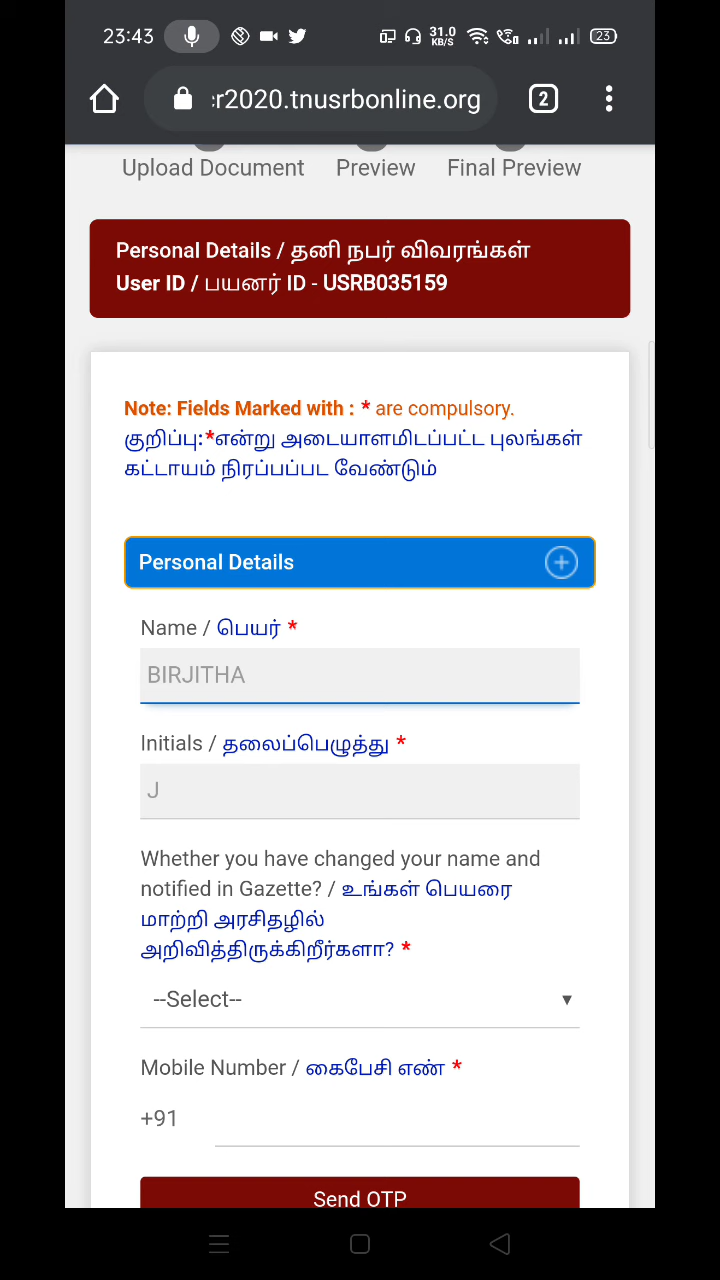 23:43
31.0
KB/S
23
:r2020.tnusrbonline.org
2
Upload Document Preview Final Preview
Personal Details / தனி நபர் விவரங்கள்
User ID / பயனர் ID - USRB035159
Note: Fields Marked with : * are compulsory.
குறிப்பு:*என்று அடையாளமிடப்பட்ட புலங்கள்
கட்டாயம் நிரப்பப்பட வேண்டும்
Personal Details
Name / பெயர் *
BIRJITHA
Initials / தலைப்பெழுத்து *
J
Whether you have changed your name and
notified in Gazette? / உங்கள் பெயரை
மாற்றி அரசிதழில்
அறிவித்திருக்கிறீர்களா? *
--Select--
Mobile Number / கைபேசி எண் *
+91
Send OTP